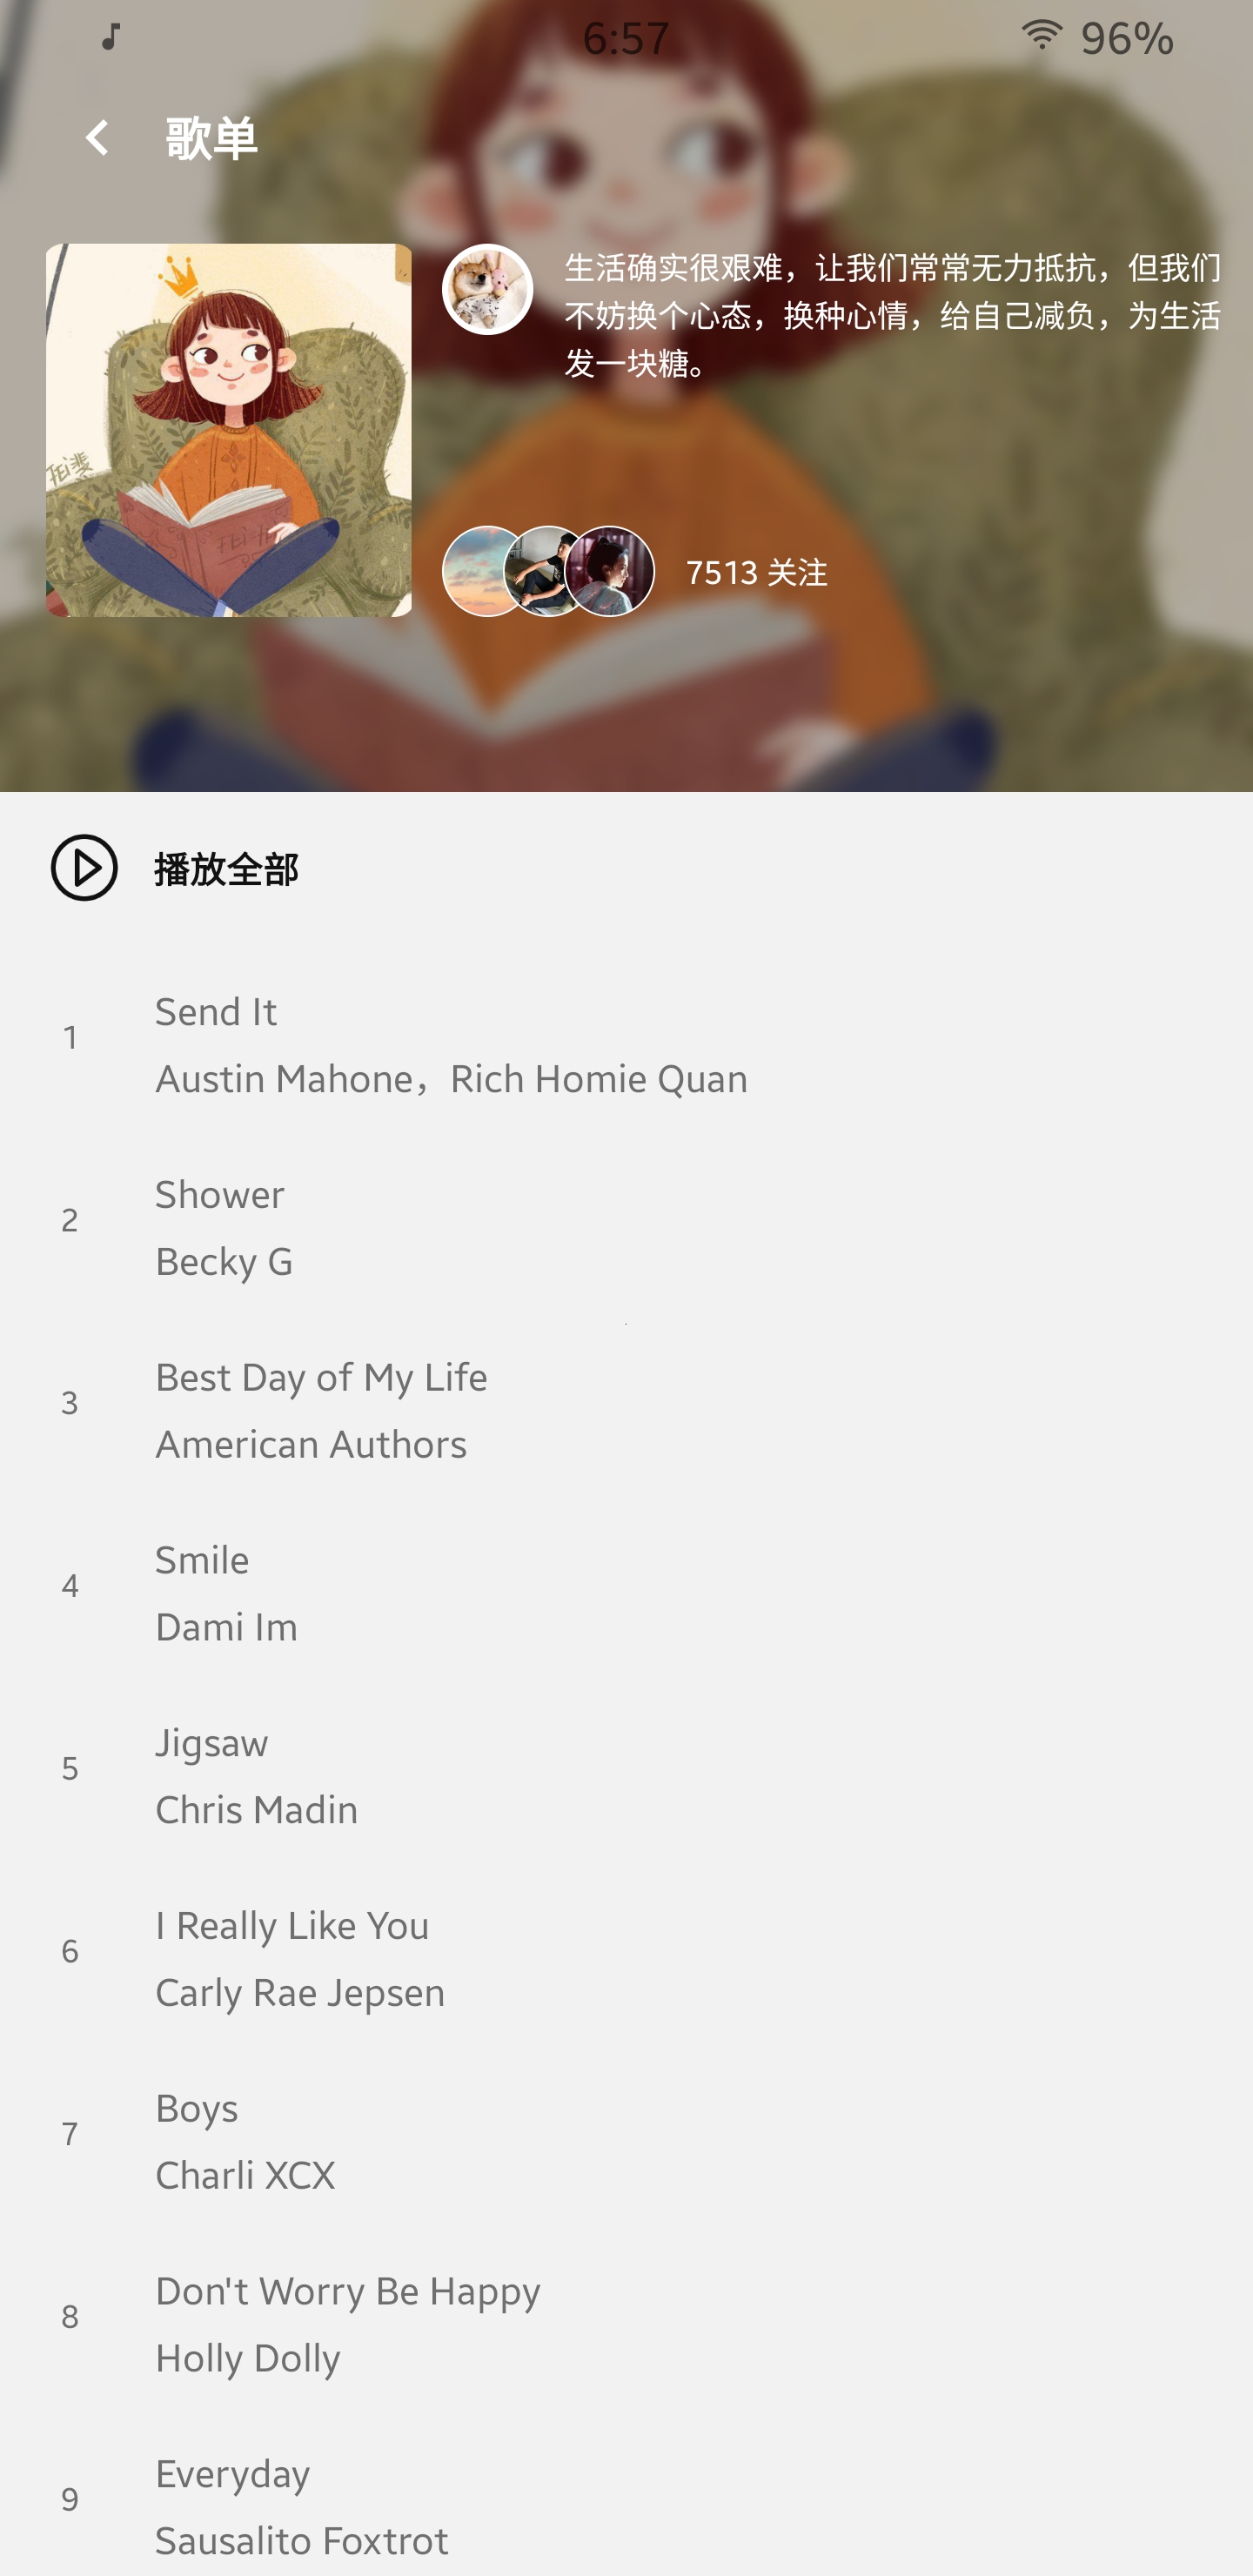 6:57
96%
歌单
生活确实很艰难，让我们常常无力抵抗，但我们
不妨换个心态，换种心情，给自己减负，为生活
发一块糖。
7513 关注
播放全部
1
Send It
Austin Mahone，Rich Homie Quan
2
Shower
Becky G
3
Best Day of My Life
American Authors
4
Smile
Dami Im
5
Jigsaw
Chris Madin
6
I Really Like You
Carly Rae Jepsen
7
Boys
Charli XCX
8
Don't Worry Be Happy
Holly Dolly
9
Everyday
Sausalito Foxtrot